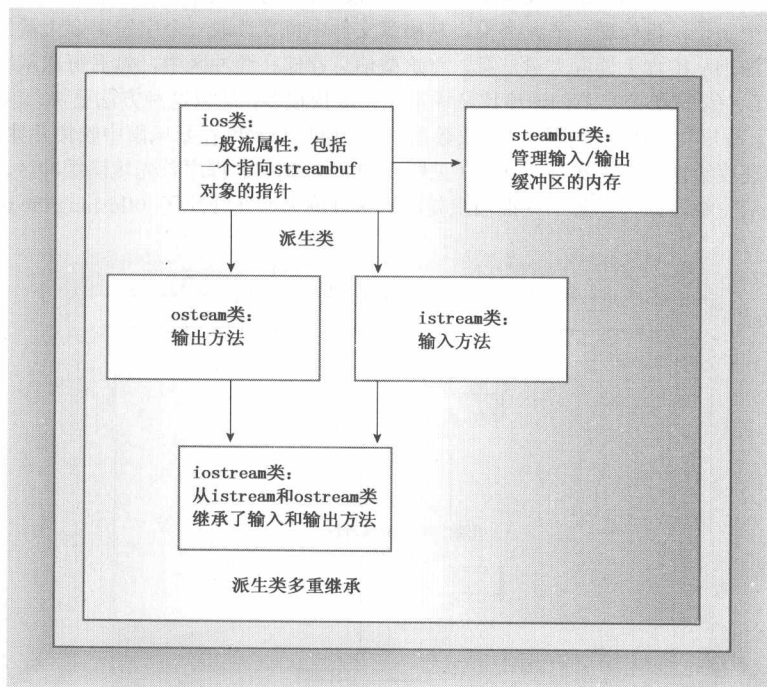 ios类：
一般流属性，包括
一个指向streambuf
对象的指针
steambuf类：
管理输入/输出
缓冲区的内存
派生类
osteam类：
输出方法
istream类：
输入方法
iostream类：
从istream和ostream类
继承了输入和输出方法
派生类多重继承